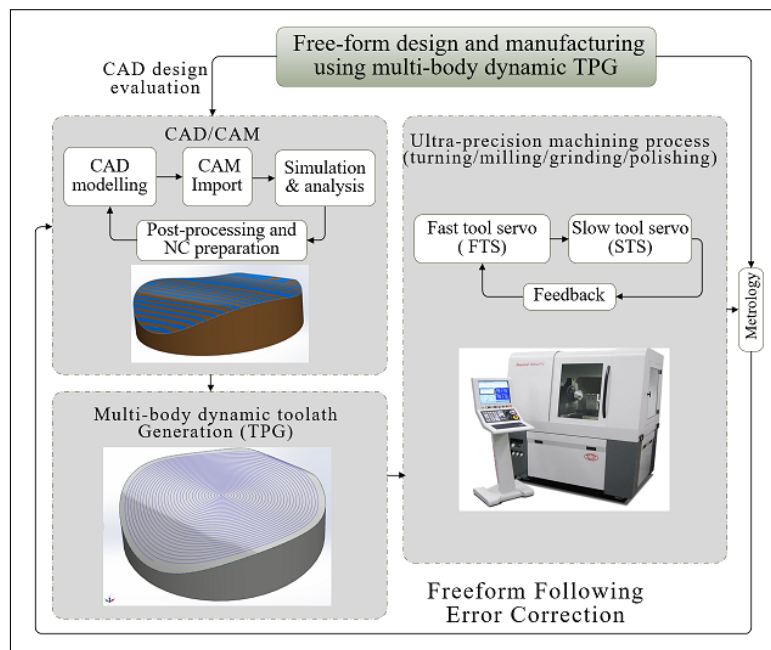 Free-form design and manufacturing
using multi-body dynamic TPG
CAD design
evaluation
CAD/CAM
CAD
modelling
CAM
Import
Simulation
& analysis
Post-processing and
NC preparation
Multi-body dynamic toolath
Generation (TPG)
Ultra-precision machining process
(turning/milling/grinding/polishing)
Fast tool servo
( FTS)
Slow tool servo
(STS)
Feedback
Metrology
Freeform Following
Error Correction